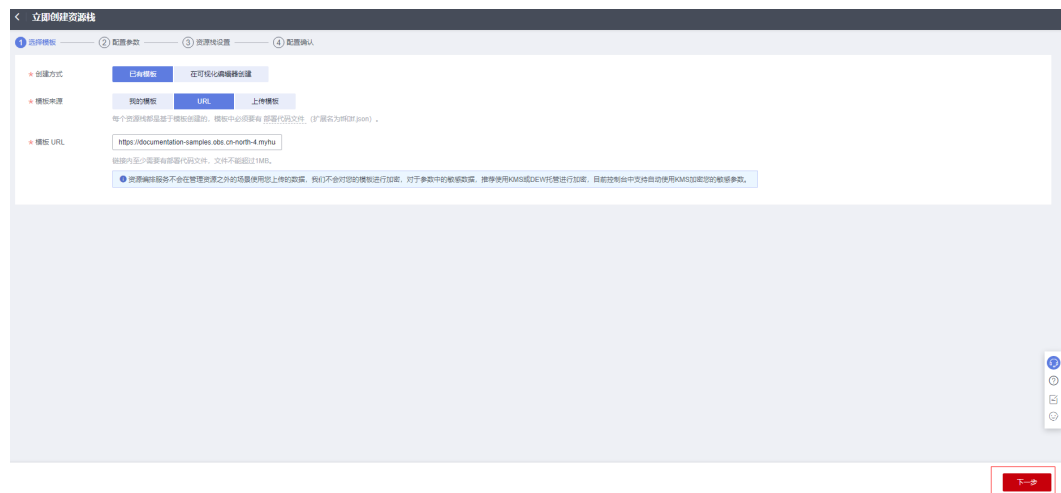 立即创建资源栈
1 选择模板 2 配置参数 3 资源栈设置 4 配置确认
* 创建方式 已有模板 在可视化编辑器创建
* 模板来源 我的模板 URL 上传模板
每个资源栈都是基于模板创建的，模板中必须要有 部署代码文件 （扩展名为tf或tf.json）。
* 模板 URL https://documentation-samples.obs.cn-north-4.myhu
链接内至少需要有部署代码文件，文件不能超过1MB。
资源编排服务不会在管理资源之外的场景使用您上传的数据，我们不会对您的模板进行加密，对于参数中的敏感数据，推荐使用KMS或DEW托管进行加密，目前控制台中支持自动使用KMS加密您的敏感参数。
下一步